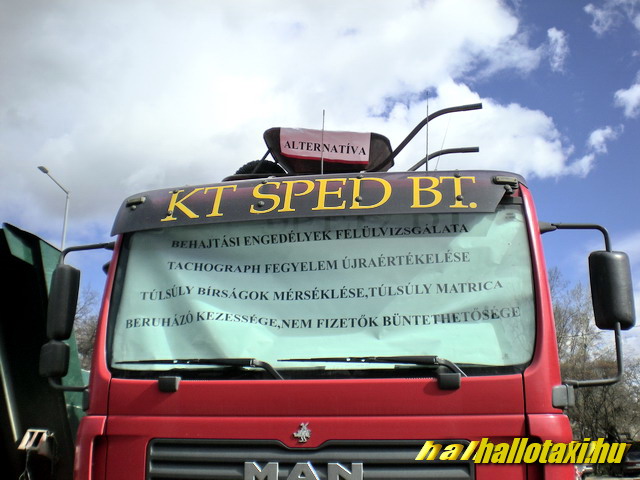 ALTERNATÍVA
KT SPED BT.
BEHAJTÁSI ENGEDÉLYEK FELÜLVIZSGÁLATA
TACHOGRAPH FEGYELEM ÚJRAÉRTÉKELÉSE
TÚLSÚLY BÍRSÁGOK MÉRSÉKLÉSE,TÚLSÚLY MATRICA
BERUHÁZÓ KEZESSÉGE,NEM FIZETŐK BÜNTETHETŐSÉGE
MAN
hallotaxi.hu